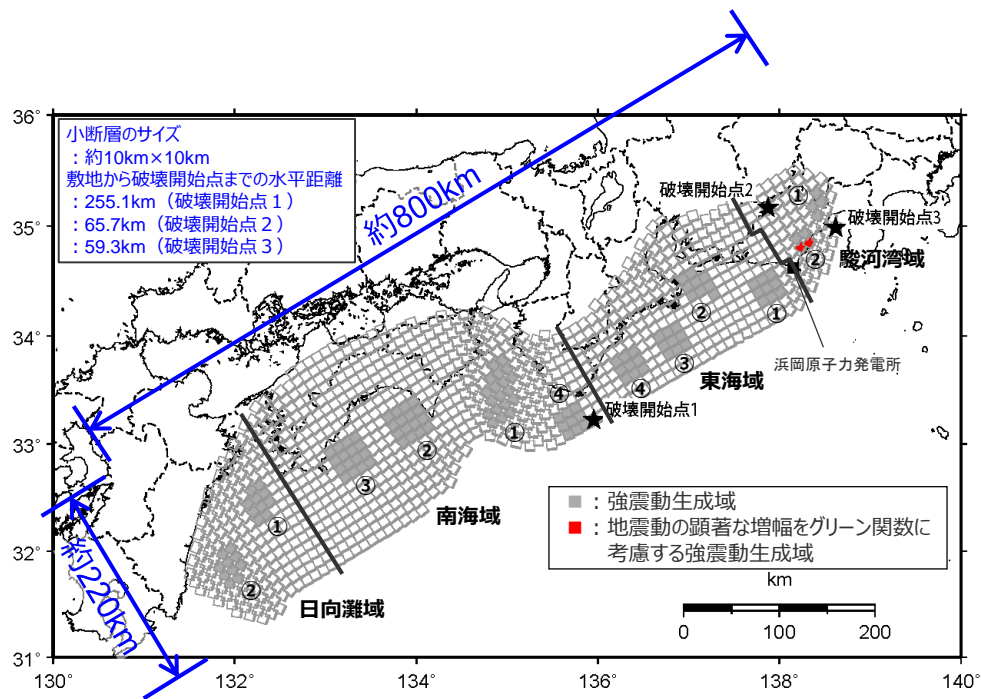 約800km
36°
小断層のサイズ
：約10km×10km
敷地から破壊開始点までの水平距離
：255.1km（破壊開始点１）
：65.7km（破壊開始点２）
：59.3km（破壊開始点３）
破壊開始点2
①
破壊開始点3
35°
②
駿河湾域
②
①
34°
③
浜岡原子力発電所
東海域
④
④
破壊開始点1
①
33°
②
③
南海域
：強震動生成域
①
：地震動の顕著な増幅をグリーン関数に
考慮する強震動生成域
32°
約220km
②
日向灘域
km
0
100
200
31°
130°
132°
134°
136°
138°
140°